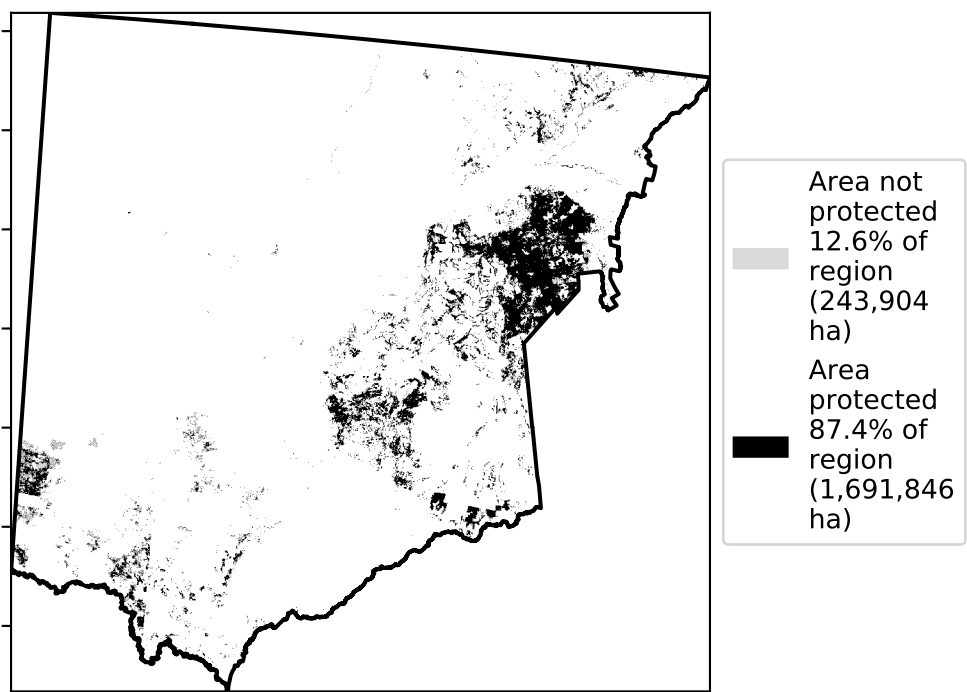 Area not
protected
12.6% of
region
(243,904
ha)
Area
protected
87.4% of
region
(1,691,846
ha)